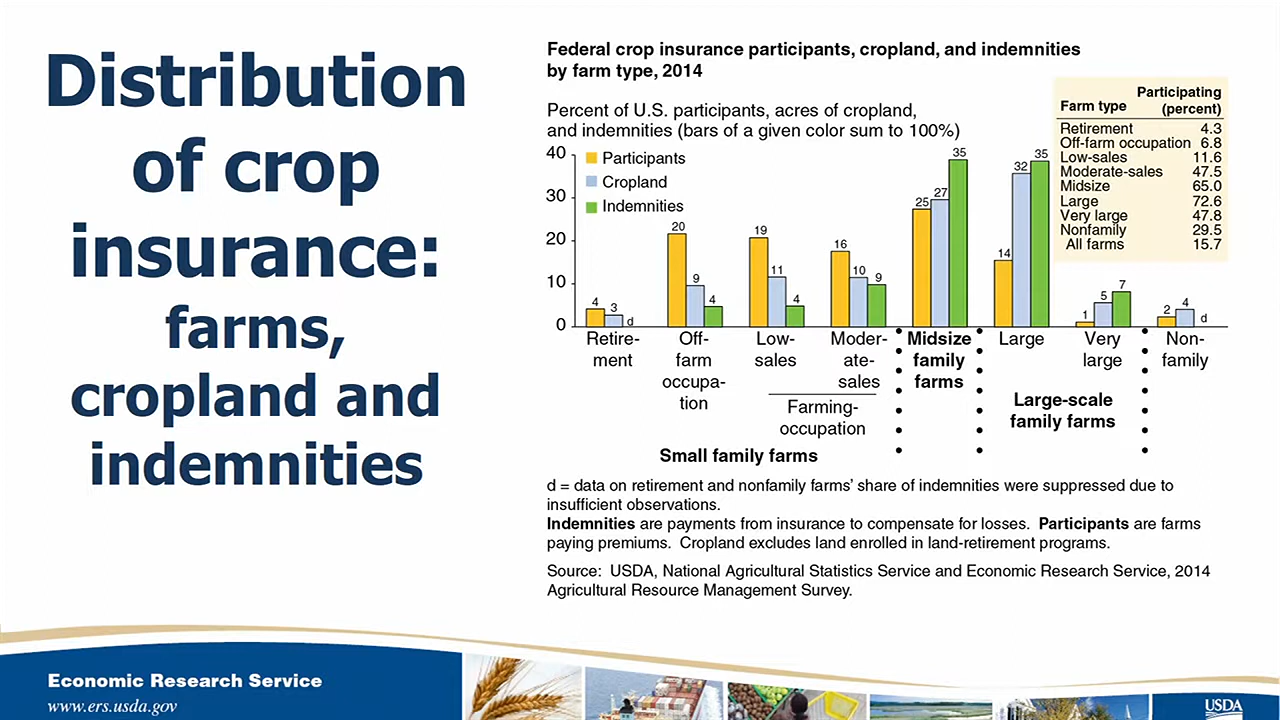 Distribution
of crop
insurance:
farms,
cropland and
indemnities
Federal crop insurance participants, cropland, and indemnities
by farm type, 2014
Percent of U.S. participants, acres of cropland,
and indemnities (bars of a given color sum to 100%)
Participants
Cropland
Indemnities
40
30
20
10
0
4 3 d
20 9 4
19 11 4
16 10 9
25 27 35
14 32 35
1 5 7
2 4 d
Farm type Participating (percent)
Retirement 4.3
Off-farm occupation 6.8
Low-sales 11.6
Moderate-sales 47.5
Midsize 65.0
Large 72.6
Very large 47.8
Nonfamily 29.5
All farms 15.7
Retire-
ment
Off-
farm
occupa-
tion
Low-
sales
Moder-
ate-
sales
Farming-
occupation
Small family farms
Midsize
family
farms
Large
Very
large
Large-scale
family farms
Non-
family
d = data on retirement and nonfamily farms' share of indemnities were suppressed due to
insufficient observations.
Indemnities are payments from insurance to compensate for losses. Participants are farms
paying premiums. Cropland excludes land enrolled in land-retirement programs.
Source: USDA, National Agricultural Statistics Service and Economic Research Service, 2014
Agricultural Resource Management Survey.
Economic Research Service
www.ers.usda.gov
USDA